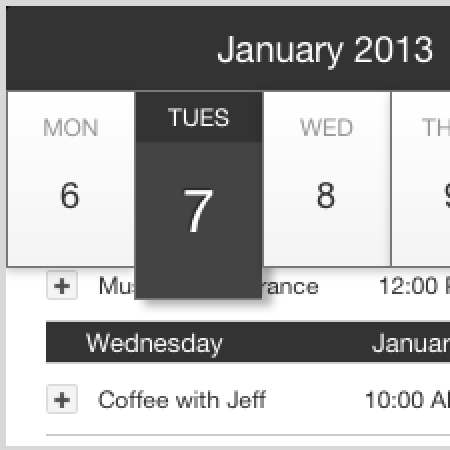 January 2013
MON TUES WED
6 7 8
12:00
Wednesday
Coffee with Jeff 10:00